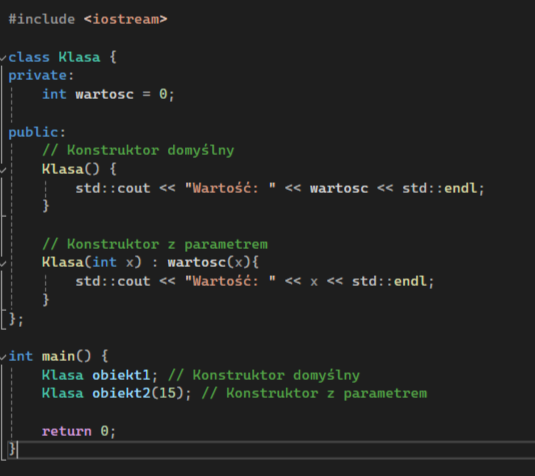 #include <iostream>
class Klasa {
private:
int wartosc = 0;
public:
// Konstruktor domyślny
Klasa() {
std::cout << "Wartość: " << wartosc << std::endl;
}
// Konstruktor z parametrem
Klasa(int x) : wartosc(x){
std::cout << "Wartość: " << x << std::endl;
}
};
int main() {
Klasa obiekt1; // Konstruktor domyślny
Klasa obiekt2(15); // Konstruktor z parametrem
return 0;
}